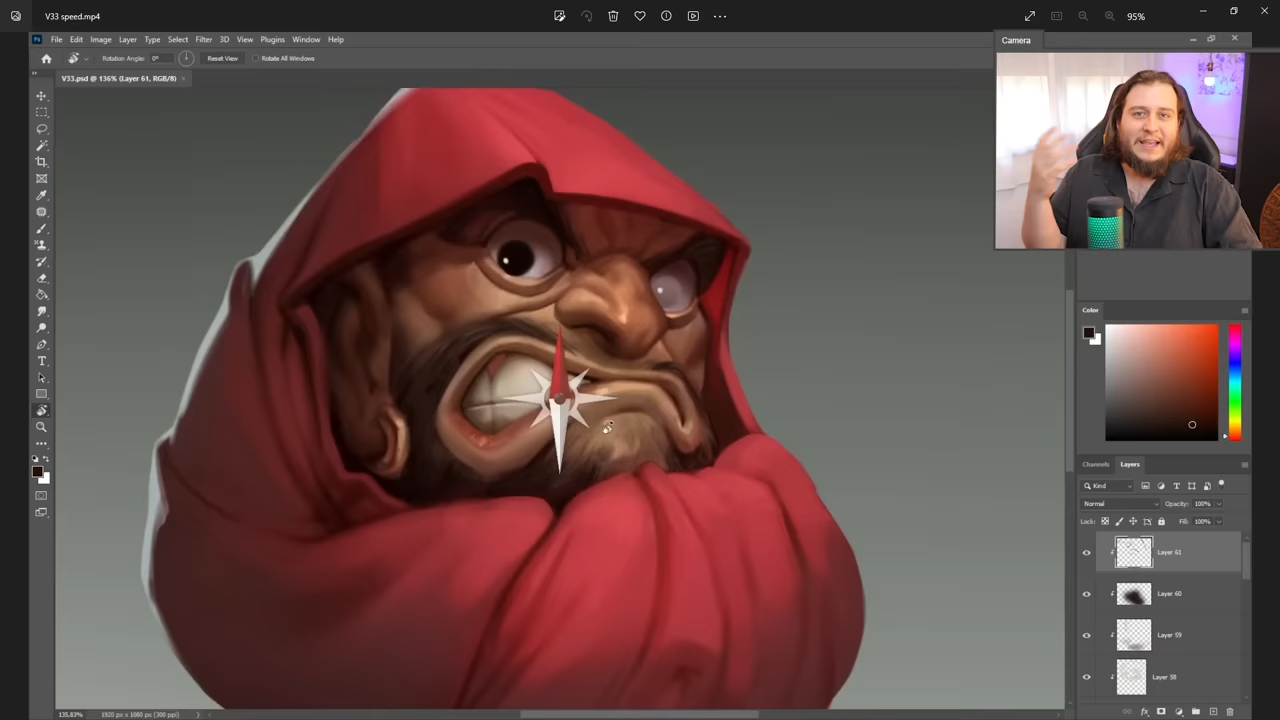 V33 speed.mp4
95%
Ps File Edit Image Layer Type Select Filter 3D View Plugins Window Help
Camera
Rotation Angle: 0° Reset View Rotate All Windows
V33.psd @ 136% (Layer 61, RGB/8) ×
Color
Channels Layers
Kind
Normal Opacity: 100%
Lock: Fill: 100%
Layer 61
Layer 60
Layer 59
Layer 58
135.83% 1920 px x 1080 px (300 ppi)